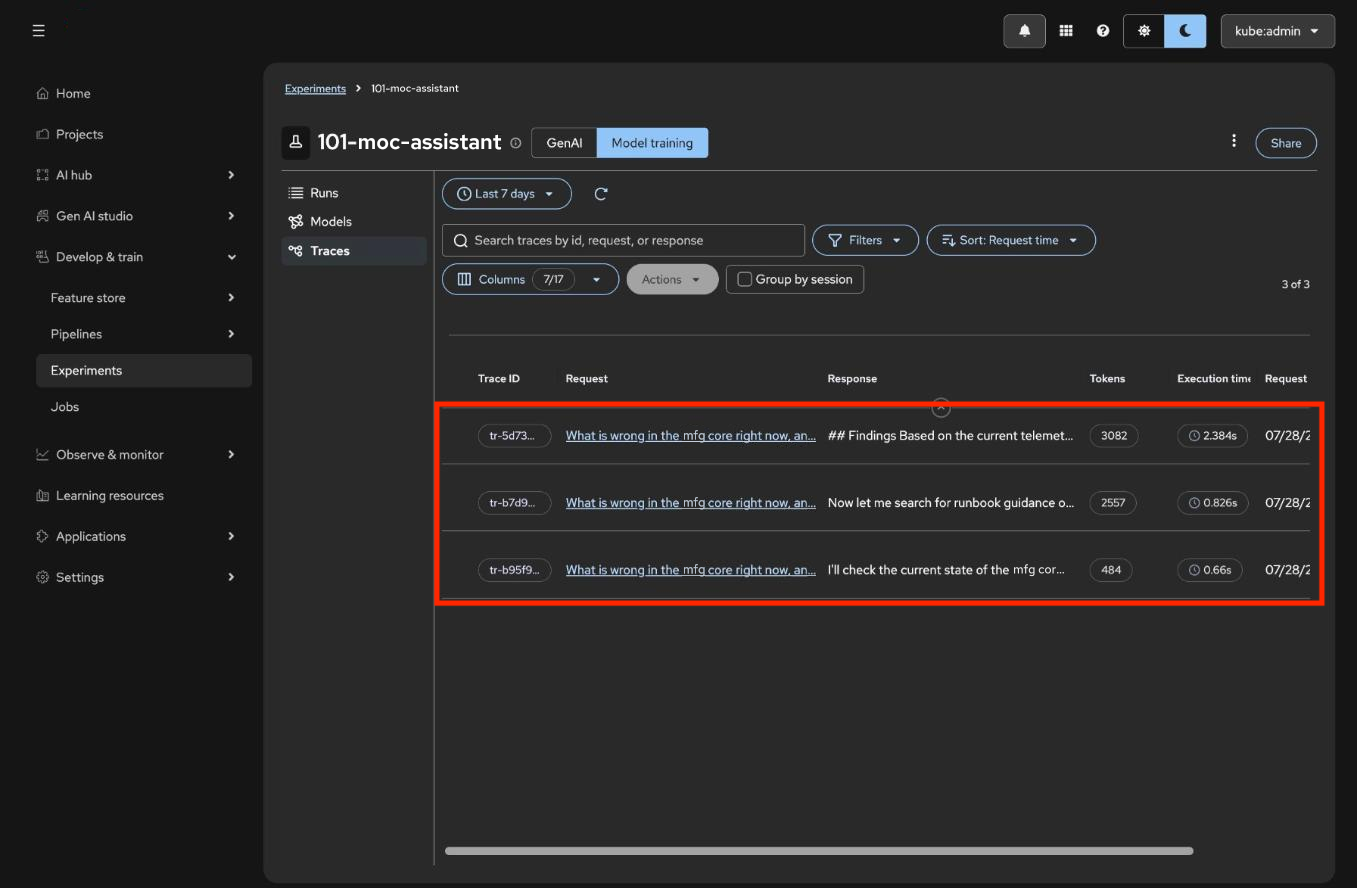 kube:admin
Home
Projects
AI hub
Gen AI studio
Develop & train
Feature store
Pipelines
Experiments
Jobs
Observe & monitor
Learning resources
Applications
Settings
Experiments > 101-moc-assistant
101-moc-assistant GenAI Model training Share
Runs
Models
Traces
Last 7 days
Search traces by id, request, or response Filters Sort: Request time
Columns 7/17 Actions Group by session
3 of 3
Trace ID Request Response Tokens Execution time Request
tr-5d73... What is wrong in the mfg core right now, an... ## Findings Based on the current telemet... 3082 2.384s 07/28/2
tr-b7d9... What is wrong in the mfg core right now, an... Now let me search for runbook guidance o... 2557 0.826s 07/28/2
tr-b95f9... What is wrong in the mfg core right now, an... I'll check the current state of the mfg cor... 484 0.66s 07/28/2